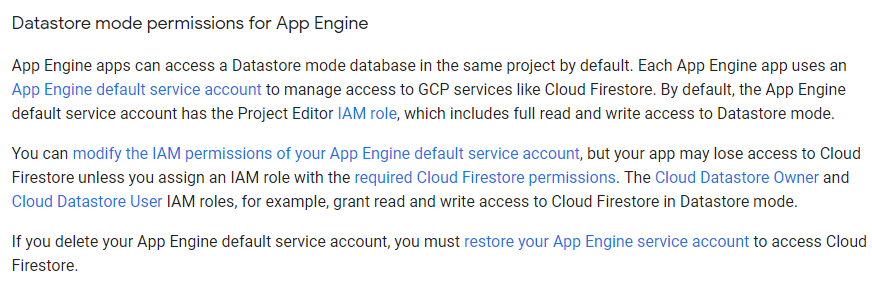 Datastore mode permissions for App Engine
App Engine apps can access a Datastore mode database in the same project by default. Each App Engine app uses an
App Engine default service account to manage access to GCP services like Cloud Firestore. By default, the App Engine
default service account has the Project Editor IAM role, which includes full read and write access to Datastore mode.
You can modify the IAM permissions of your App Engine default service account, but your app may lose access to Cloud
Firestore unless you assign an IAM role with the required Cloud Firestore permissions. The Cloud Datastore Owner and
Cloud Datastore User IAM roles, for example, grant read and write access to Cloud Firestore in Datastore mode.
If you delete your App Engine default service account, you must restore your App Engine service account to access Cloud
Firestore.